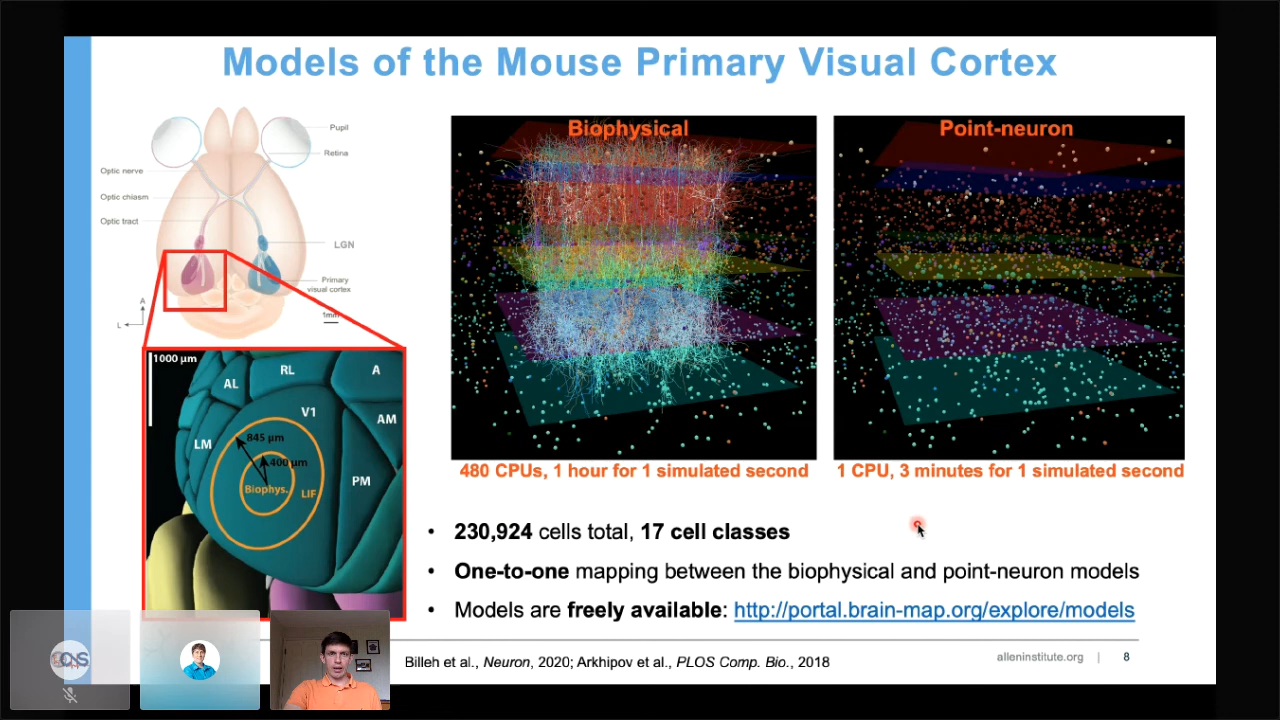 Models of the Mouse Primary Visual Cortex
Pupil
Retina
Optic nerve
Optic chiasm
Optic tract
LGN
Primary
visual cortex
A
L
1mm
1000 µm
RL
A
AL
V1
AM
LM
845 µm
400 µm
PM
Biophys.
LIF
Biophysical
Point-neuron
480 CPUs, 1 hour for 1 simulated second
1 CPU, 3 minutes for 1 simulated second
• 230,924 cells total, 17 cell classes
• One-to-one mapping between the biophysical and point-neuron models
• Models are freely available: http://portal.brain-map.org/explore/models
Billeh et al., Neuron, 2020; Arkhipov et al., PLOS Comp. Bio., 2018
alleninstitute.org | 8